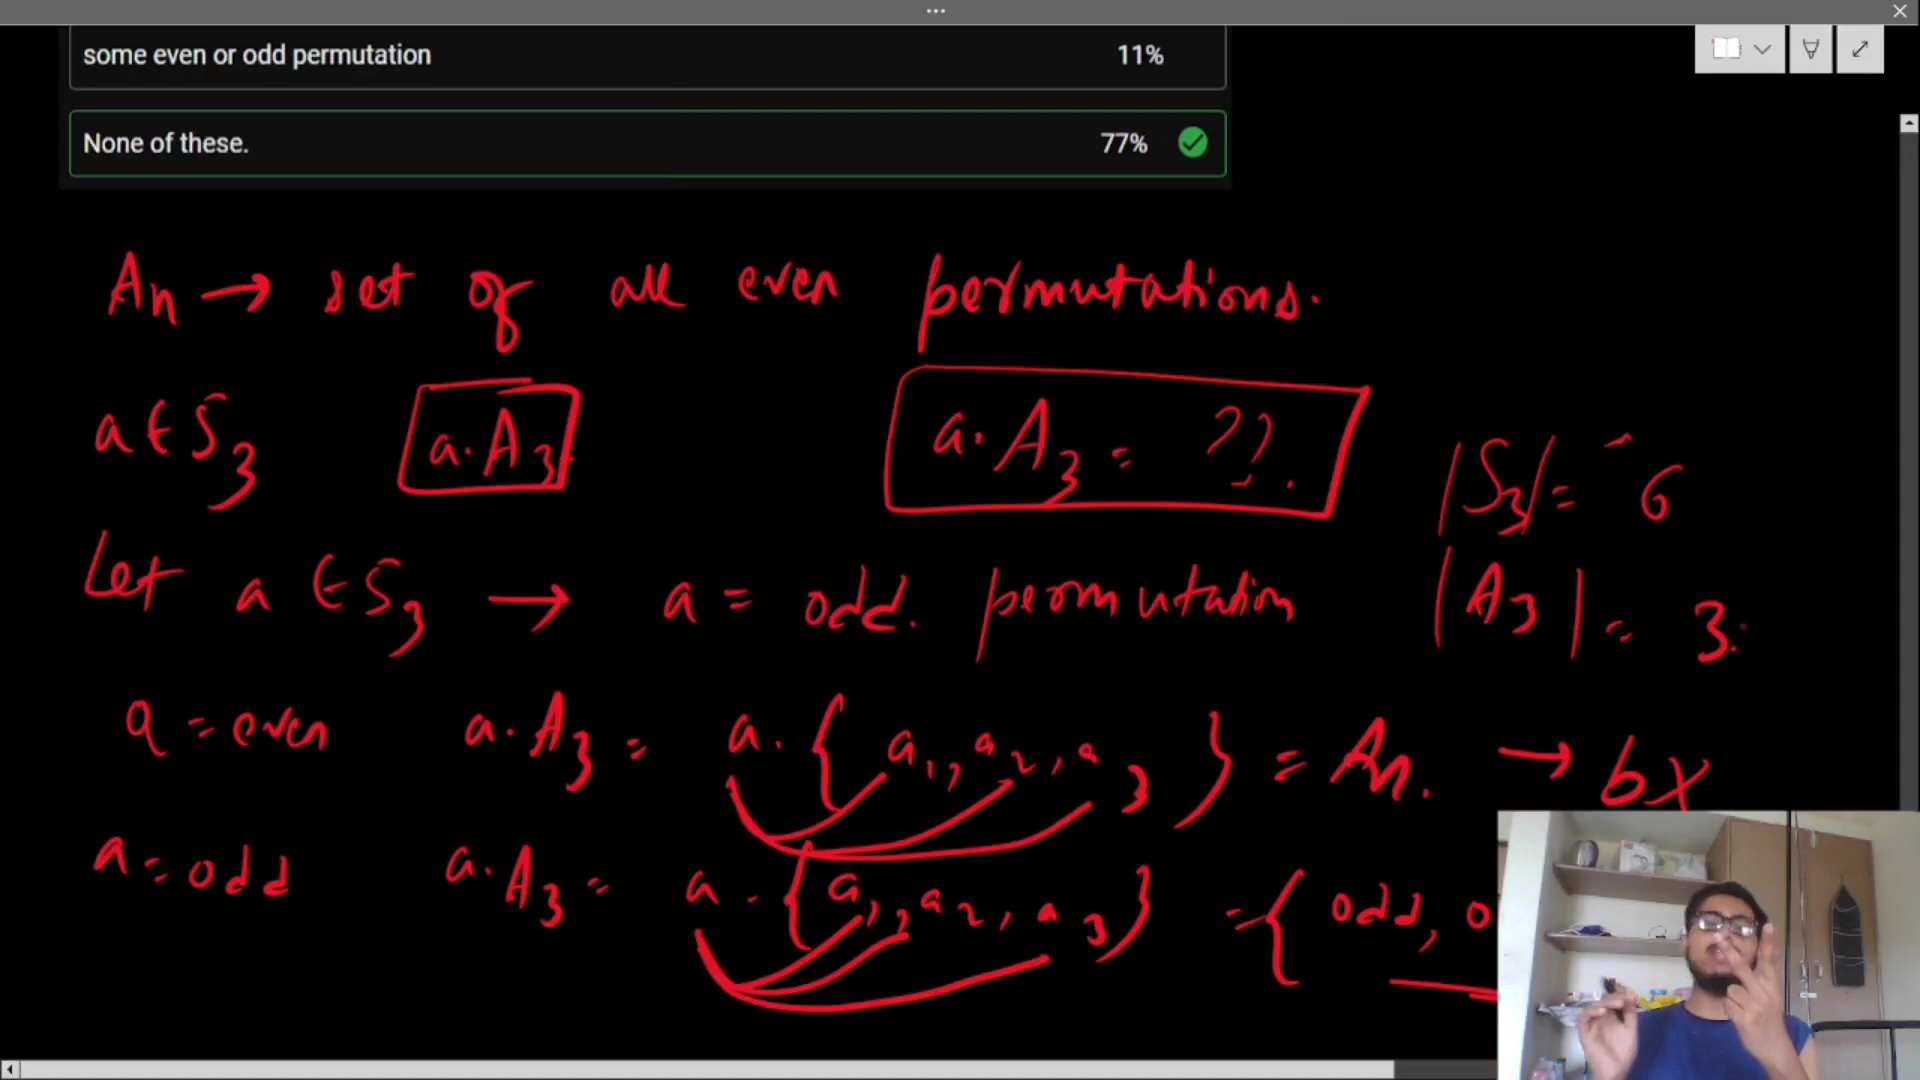 some even or odd permutation 11%
None of these. 77%
An → set of all even permutations.
a ∈ S3 a.A3 a.A3 = ??. |S3| = 6
Let a ∈ S3 → a = odd. permutation |A3| = 3.
a = even a.A3 = a.{a1, a2, a3} = An. → bx
a = odd a.A3 = a.{a1, a2, a3} = {odd, o